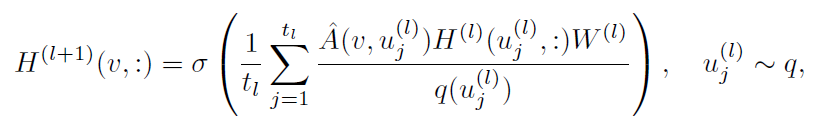 $$H^{(l+1)}(v,:) = \sigma \left( \frac{1}{t_l} \sum_{j=1}^{t_l} \frac{\hat{A}(v, u_j^{(l)}) H^{(l)}(u_j^{(l)}, :) W^{(l)}}{q(u_j^{(l)})} \right), \quad u_j^{(l)} \sim q,$$